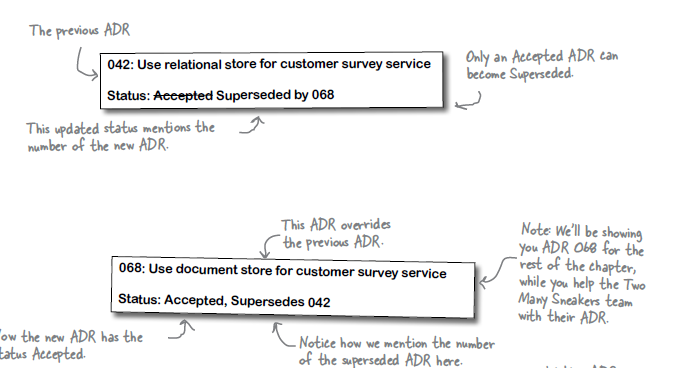 The previous ADR
042: Use relational store for customer survey service
Status: Accepted Superseded by 068
Only an Accepted ADR can
become Superseded.
This updated status mentions the
number of the new ADR.
This ADR overrides
the previous ADR.
068: Use document store for customer survey service
Status: Accepted, Supersedes 042
Note: We'll be showing
you ADR 068 for the
rest of the chapter,
while you help the Two
Many Sneakers team
with their ADR.
the new ADR has the
Accepted.
Notice how we mention the number
of the superseded ADR here.